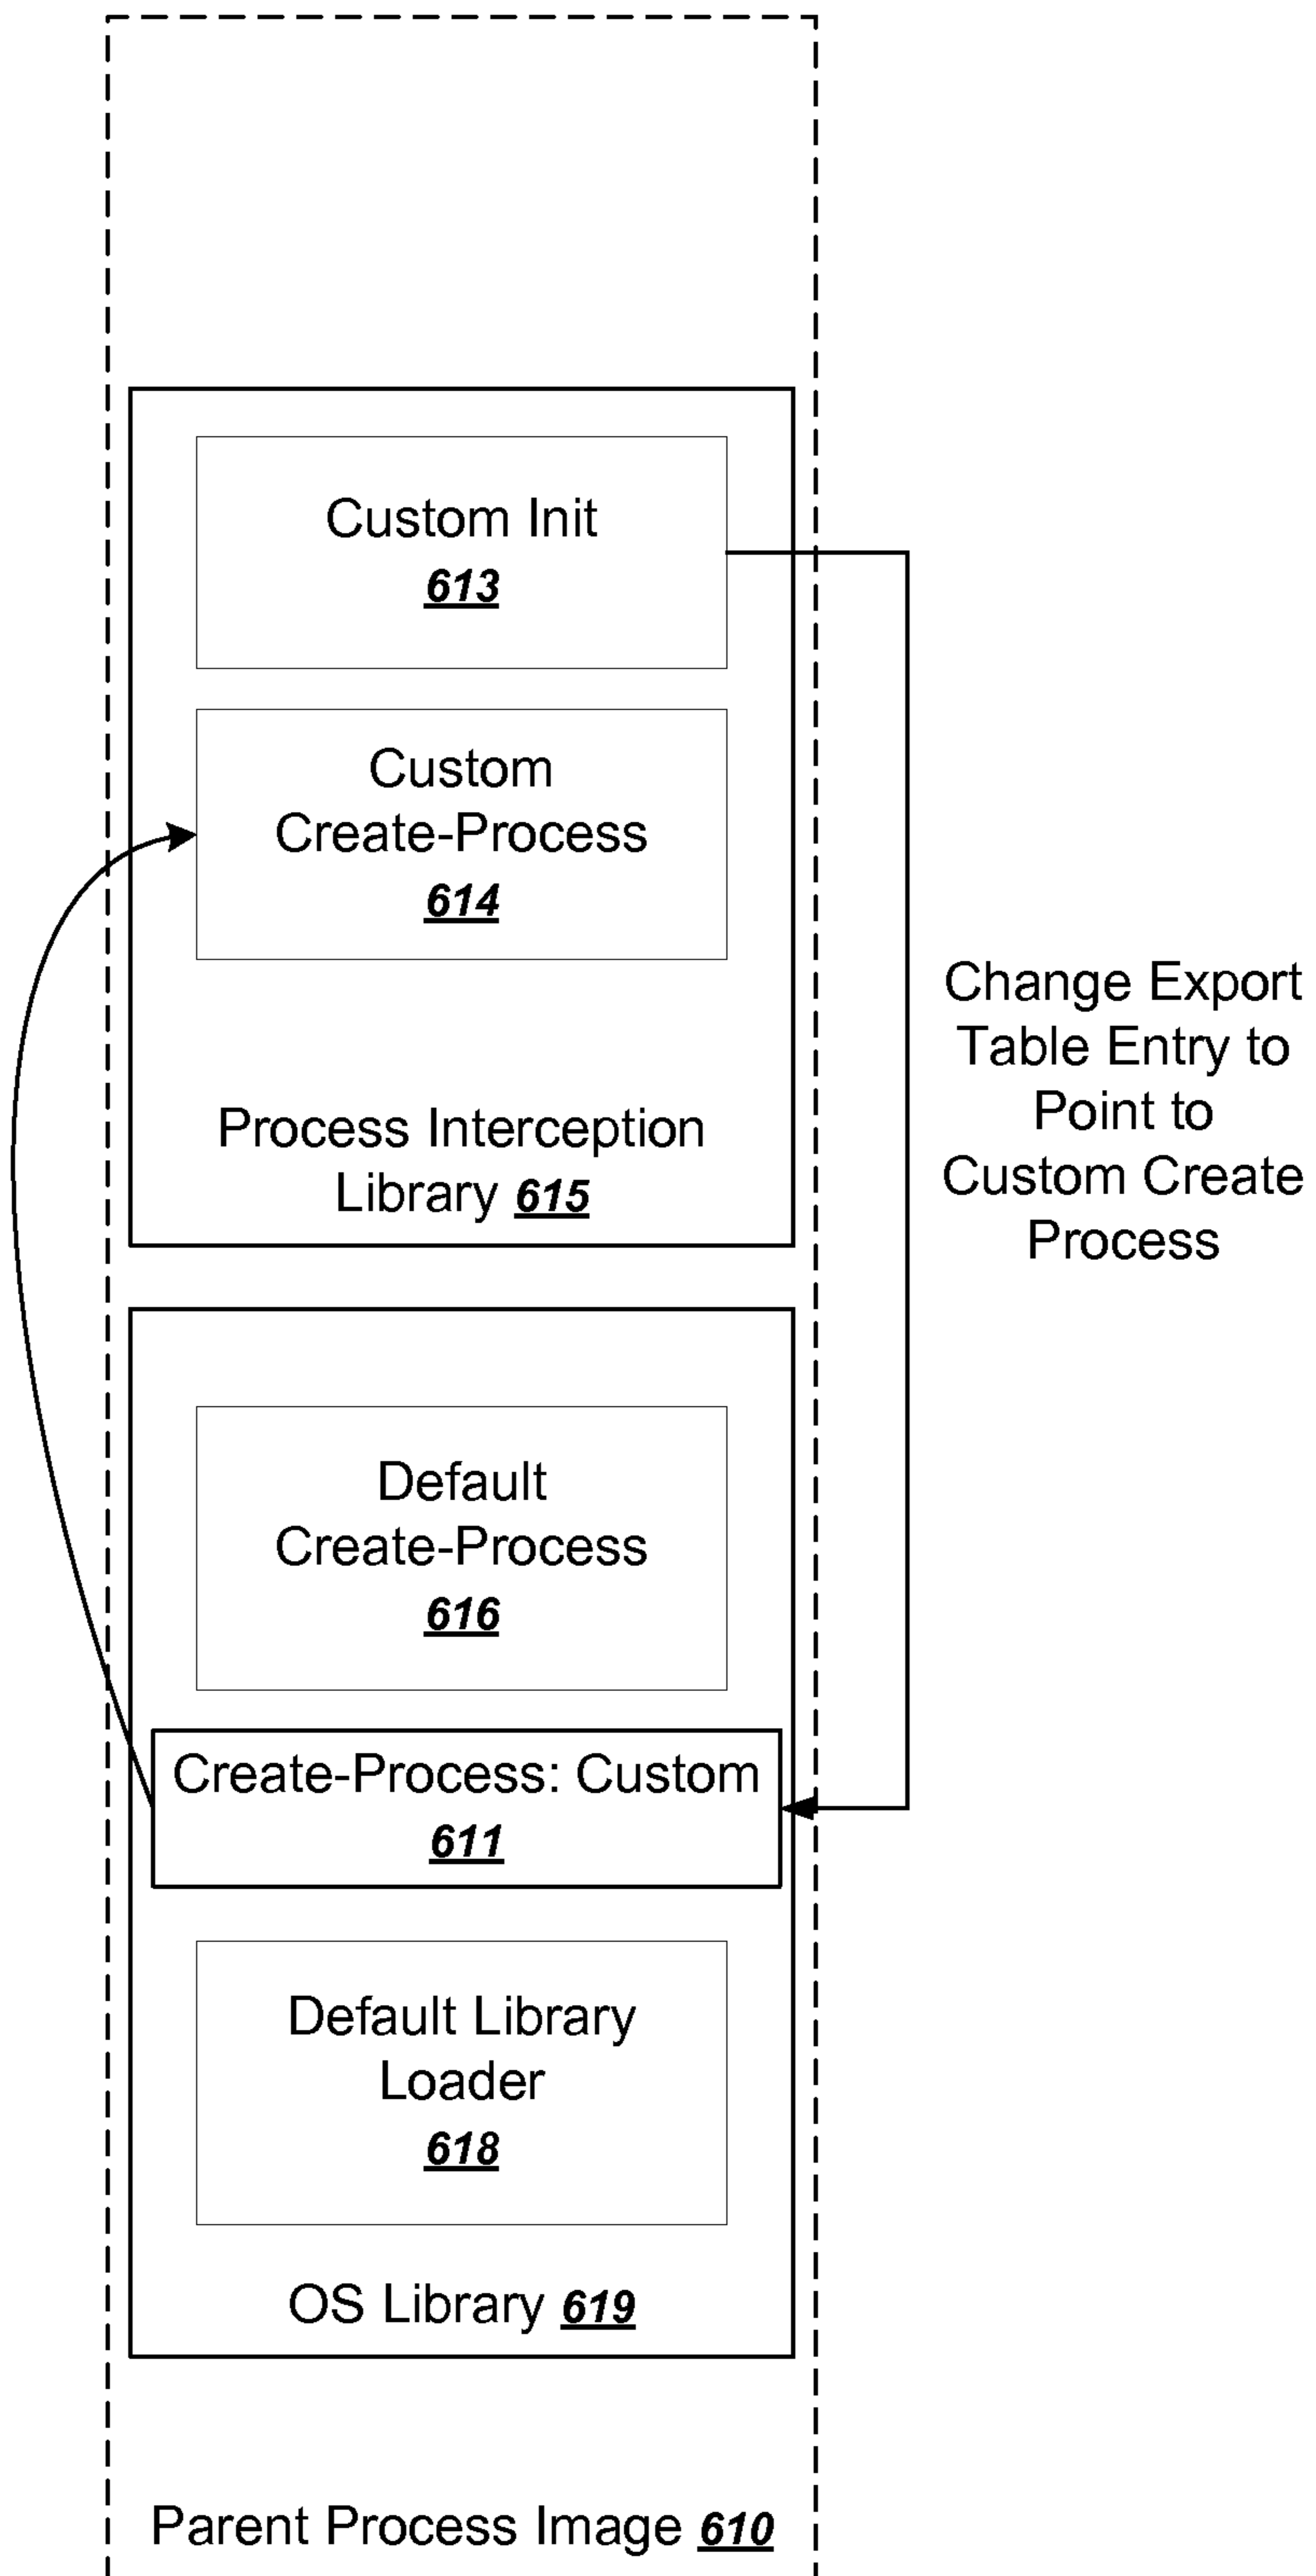 Custom Init
613
Custom
Create-Process
614
Process Interception
Library 615
Change Export
Table Entry to
Point to
Custom Create
Process
Default
Create-Process
616
Create-Process: Custom
611
Default Library
Loader
618
OS Library 619
Parent Process Image 610